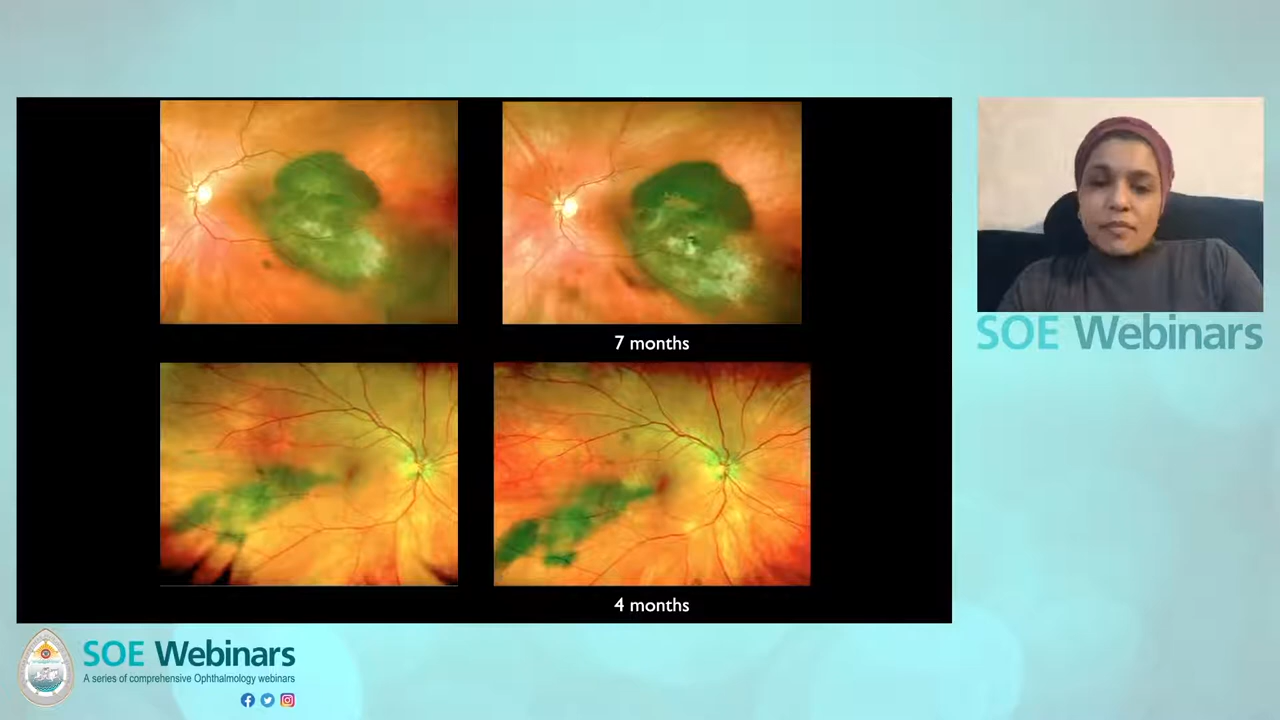 7 months
SOE Webinars
4 months
SOE Webinars
A series of comprehensive Ophthalmology webinars